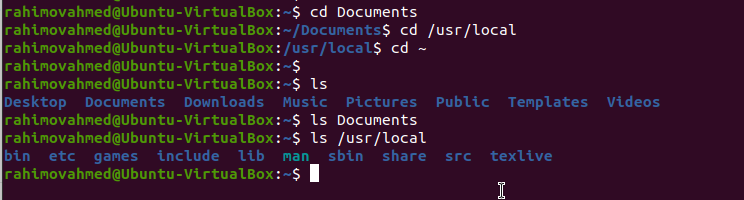 rahimovahmed@Ubuntu-VirtualBox:~$ cd Documents
rahimovahmed@Ubuntu-VirtualBox:~/Documents$ cd /usr/local
rahimovahmed@Ubuntu-VirtualBox:/usr/local$ cd ~
rahimovahmed@Ubuntu-VirtualBox:~$
rahimovahmed@Ubuntu-VirtualBox:~$ ls
Desktop  Documents  Downloads  Music  Pictures  Public  Templates  Videos
rahimovahmed@Ubuntu-VirtualBox:~$ ls Documents
rahimovahmed@Ubuntu-VirtualBox:~$ ls /usr/local
bin  etc  games  include  lib  man  sbin  share  src  texlive
rahimovahmed@Ubuntu-VirtualBox:~$